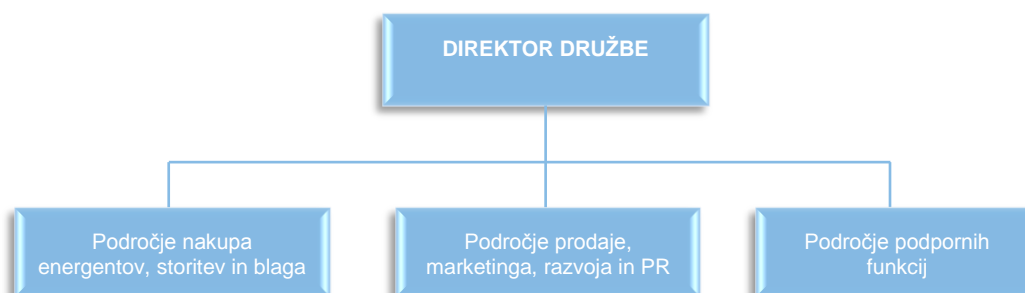 DIREKTOR DRUŽBE
Področje nakupa
energentov, storitev in blaga
Področje prodaje,
marketinga, razvoja in PR
Področje podpornih
funkcij